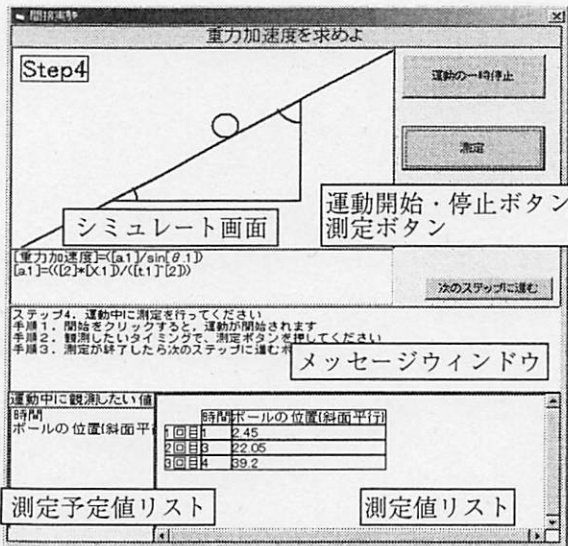 間接測定
重力加速度を求めよ
Step4
運動の一時停止
測定
シミュレート画面
運動開始・停止ボタン
測定ボタン
[重力加速度]=([a1]/sin[θ1])
[a1]=(([2]*[X1])/([t1]^[2]))
次のステップに進む
ステップ4. 運動中に測定を行ってください
手順1. 開始をクリックすると, 運動が開始されます
手順2. 観測したいタイミングで、測定ボタンを押してください
手順3. 測定が終了したら次のステップに進むボ
メッセージウィンドウ
運動中に観測したい値
時間
ボールの位置(斜面平行
時間 ボールの位置(斜面平行)
1回目 1 2.45
2回目 3 22.05
3回目 4 39.2
測定予定値リスト
測定値リスト